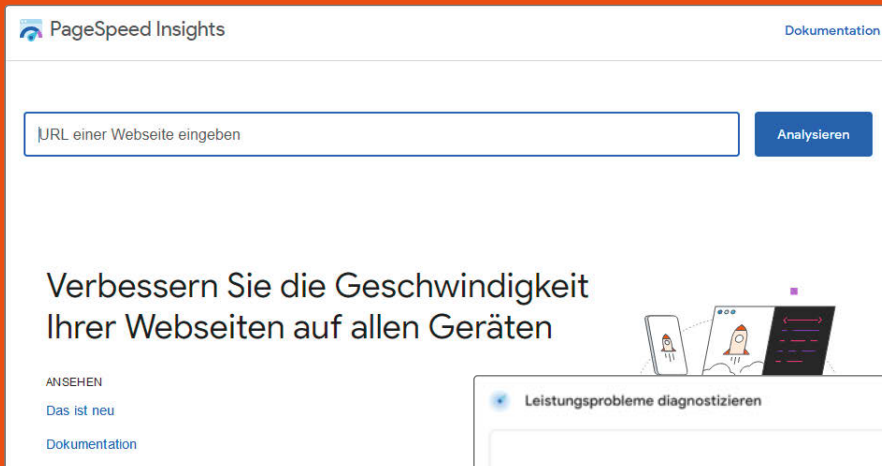 PageSpeed Insights
Dokumentation
URL einer Webseite eingeben
Analysieren
Verbessern Sie die Geschwindigkeit
Ihrer Webseiten auf allen Geräten
ANSEHEN
Das ist neu
Dokumentation
Leistungsprobleme diagnostizieren